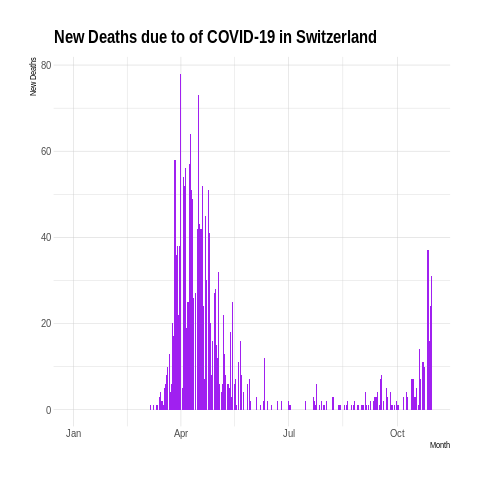 New Deaths due to of COVID-19 in Switzerland
New Deaths
80
60
40
20
0
Jan Apr Jul Oct
Month